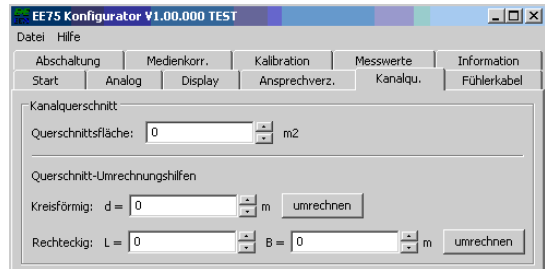 EE75 Konfigurator V1.00.000 TEST
Datei Hilfe
Abschaltung Medienkorr. Kalibration Messwerte Information
Start Analog Display Ansprechverz. Kanalqu. Fühlerkabel
Kanalquerschnitt
Querschnittsfläche: 0 m2
Querschnitt-Umrechnungshilfen
Kreisförmig: d = 0 m umrechnen
Rechteckig: L = 0 B = 0 m umrechnen